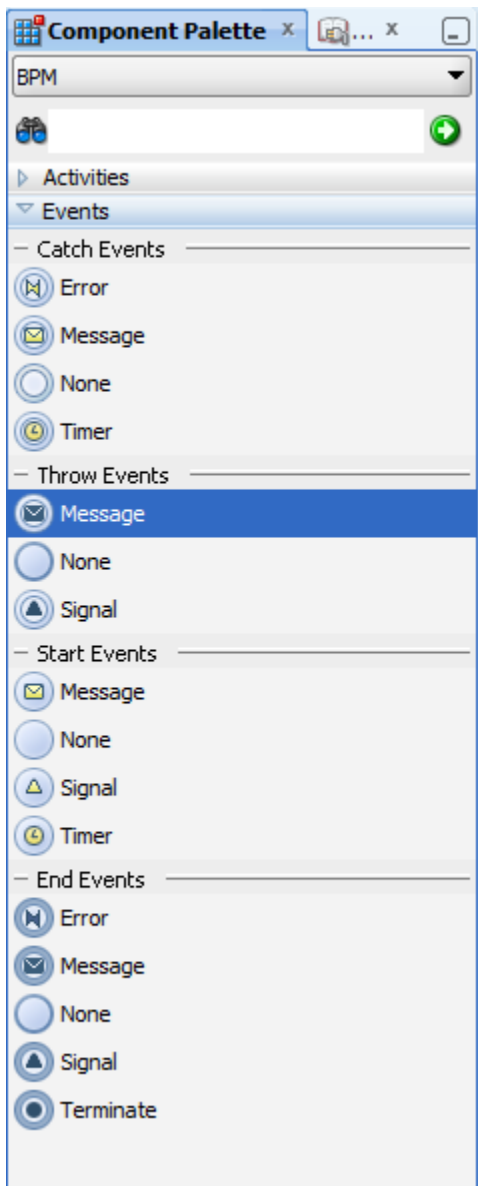 Component Palette x ... x
BPM
Activities
Events
Catch Events
Error
Message
None
Timer
Throw Events
Message
None
Signal
Start Events
Message
None
Signal
Timer
End Events
Error
Message
None
Signal
Terminate